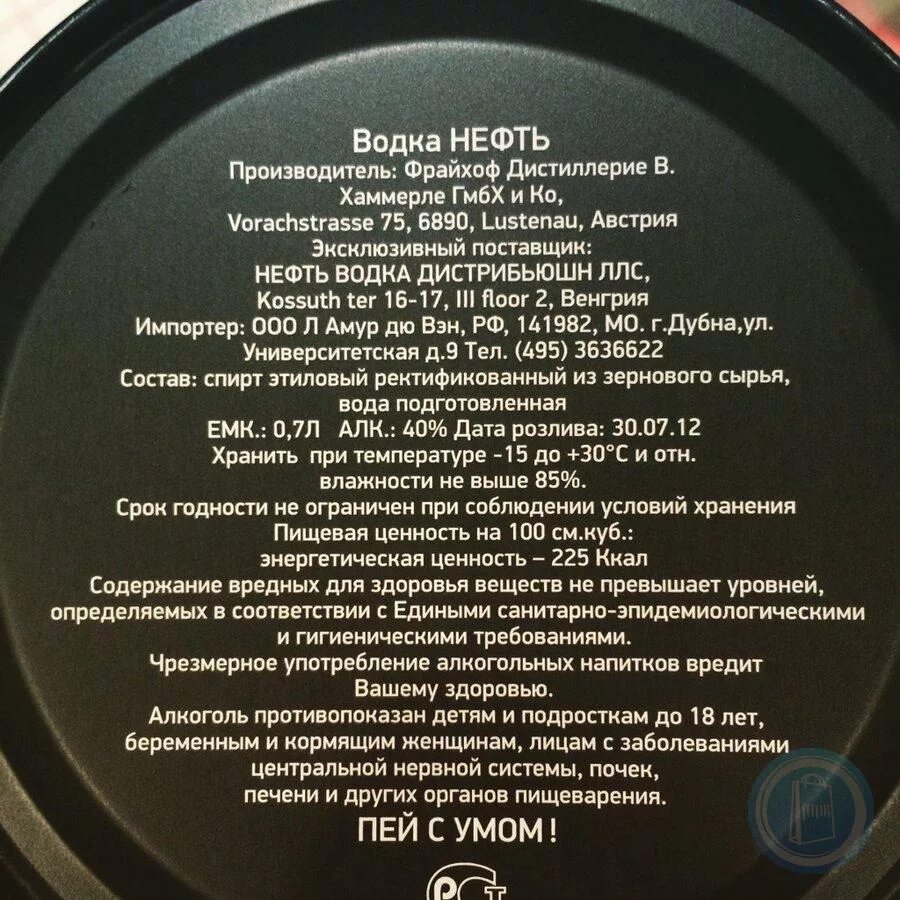 Водка НЕФТЬ
Производитель: Фрайхоф Дистиллерие В.
Хаммерле ГмбХ и Ко,
Vorachstrasse 75, 6890, Lustenau, Австрия
Эксклюзивный поставщик:
НЕФТЬ ВОДКА ДИСТРИБЬЮШН ЛЛС,
Kossuth ter 16-17, III floor 2, Венгрия
Импортер: ООО Л Амур дю Вэн, РФ, 141982, МО. г.Дубна,ул.
Университетская д.9 Тел. (495) 3636622
Состав: спирт этиловый ректификованный из зернового сырья,
вода подготовленная
ЕМК.: 0,7Л АЛК.: 40% Дата розлива: 30.07.12
Хранить при температуре -15 до +30°С и отн.
влажности не выше 85%.
Срок годности не ограничен при соблюдении условий хранения
Пищевая ценность на 100 см.куб.:
энергетическая ценность – 225 Ккал
Содержание вредных для здоровья веществ не превышает уровней,
определяемых в соответствии с Едиными санитарно-эпидемиологическими
и гигиеническими требованиями.
Чрезмерное употребление алкогольных напитков вредит
Вашему здоровью.
Алкоголь противопоказан детям и подросткам до 18 лет,
беременным и кормящим женщинам, лицам с заболеваниями
центральной нервной системы, почек,
печени и других органов пищеварения.
ПЕЙ С УМОМ!
РСТ